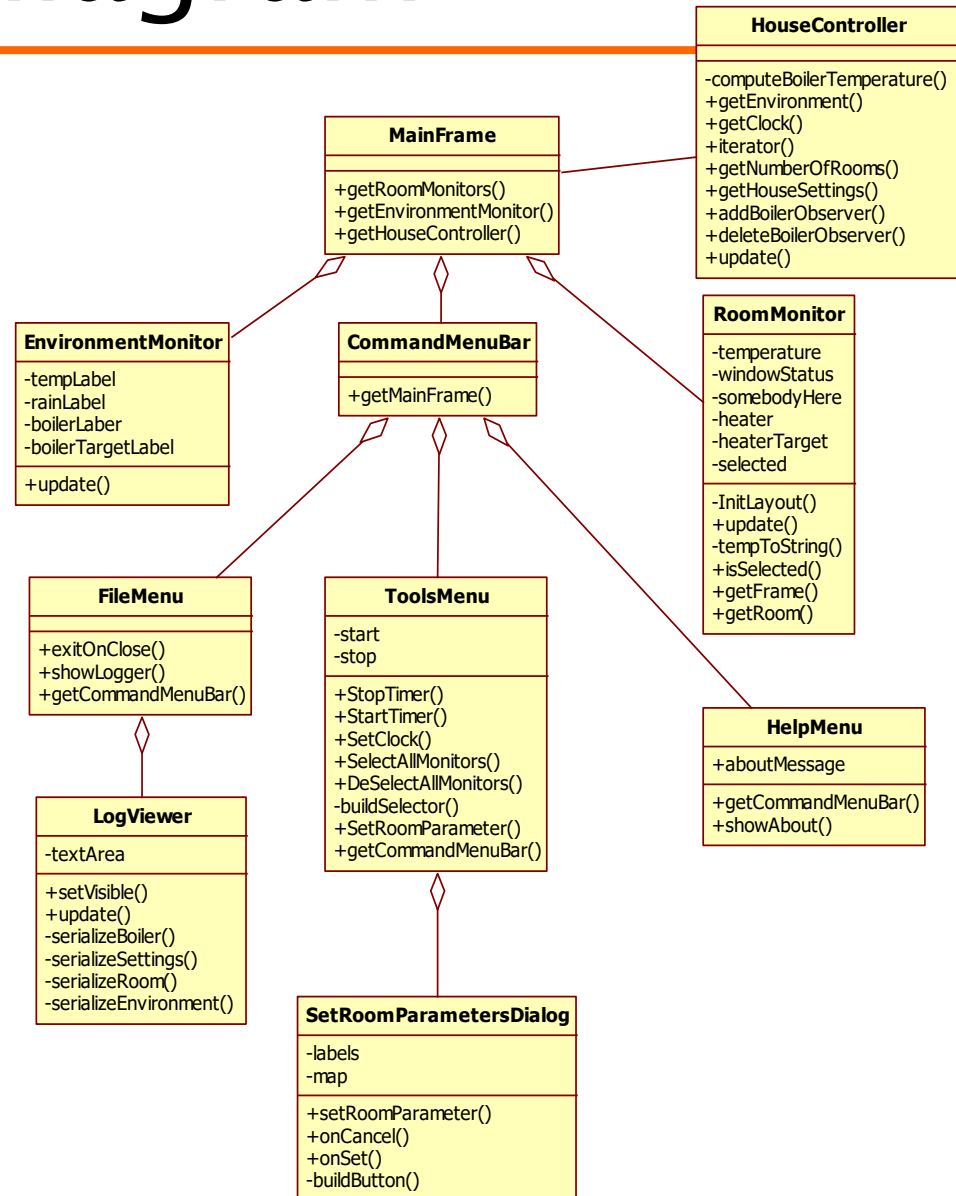 diagram
HouseController
-computeBoilerTemperature()
+getEnvironment()
+getClock()
+iterator()
+getNumberOfRooms()
+getHouseSettings()
+addBoilerObserver()
+deleteBoilerObserver()
+update()
MainFrame
+getRoomMonitors()
+getEnvironmentMonitor()
+getHouseController()
EnvironmentMonitor
-tempLabel
-rainLabel
-boilerLaber
-boilerTargetLabel
+update()
CommandMenuBar
+getMainFrame()
RoomMonitor
-temperature
-windowStatus
-somebodyHere
-heater
-heaterTarget
-selected
-InitLayout()
+update()
-tempToString()
+isSelected()
+getFrame()
+getRoom()
FileMenu
+exitOnClose()
+showLogger()
+getCommandMenuBar()
ToolsMenu
-start
-stop
+StopTimer()
+StartTimer()
+SetClock()
+SelectAllMonitors()
+DeSelectAllMonitors()
-buildSelector()
+SetRoomParameter()
+getCommandMenuBar()
HelpMenu
+aboutMessage
+getCommandMenuBar()
+showAbout()
LogViewer
-textArea
+setVisible()
+update()
-serializeBoiler()
-serializeSettings()
-serializeRoom()
-serializeEnvironment()
SetRoomParametersDialog
-labels
-map
+setRoomParameter()
+onCancel()
+onSet()
-buildButton()